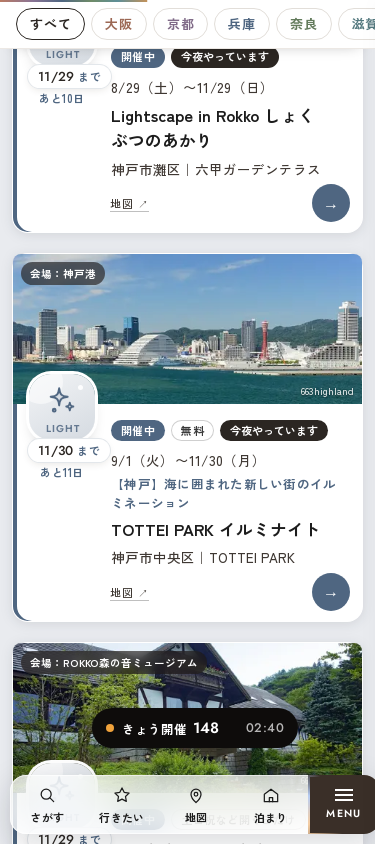 すべて 大阪 京都 兵庫 奈良 滋賀
LIGHT
開催中 今夜やっています
11/29 まで
8/29（土）〜11/29（日）
あと10日
Lightscape in Rokko しょく
ぶつのあかり
神戸市灘区｜六甲ガーデンテラス
地図 ↗
→
会場：神戸港
663highland
LIGHT
開催中 無料 今夜やっています
11/30 まで
9/1（火）〜11/30（月）
あと11日
【神戸】海に囲まれた新しい街のイル
ミネーション
TOTTEI PARK イルミナイト
神戸市中央区｜TOTTEI PARK
地図 ↗
→
会場：ROKKO森の音ミュージアム
きょう開催 148 02:40
さがす 行きたい 地図 泊まり MENU
11/29 まで